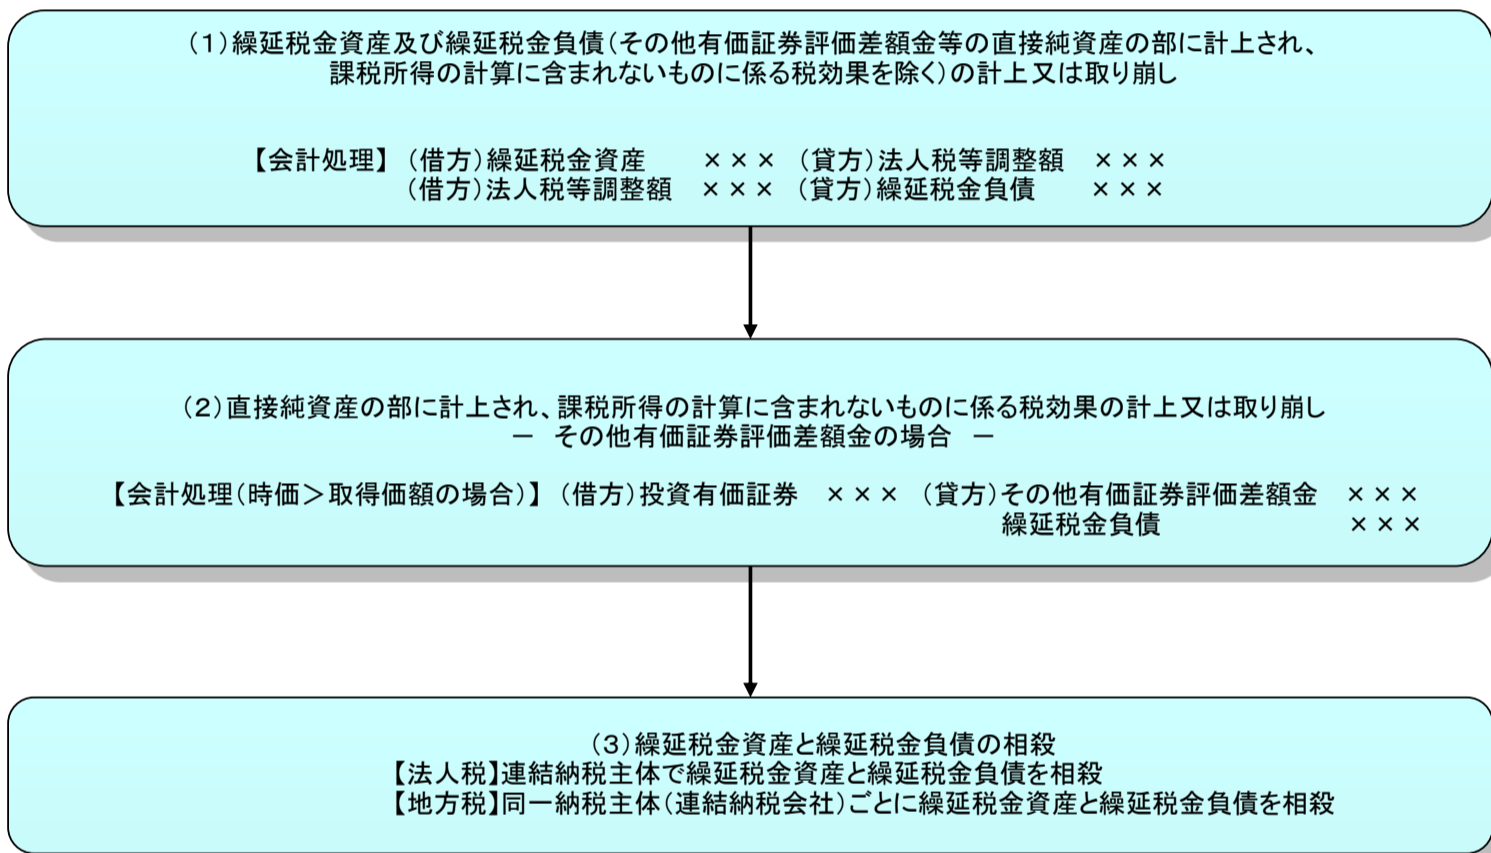 （１）繰延税金資産及び繰延税金負債（その他有価証券評価差額金等の直接純資産の部に計上され、
課税所得の計算に含まれないものに係る税効果を除く）の計上又は取り崩し
【会計処理】（借方）繰延税金資産　　×××（貸方）法人税等調整額　×××
（借方）法人税等調整額　×××（貸方）繰延税金負債　　×××
（２）直接純資産の部に計上され、課税所得の計算に含まれないものに係る税効果の計上又は取り崩し
－　その他有価証券評価差額金の場合　－
【会計処理（時価＞取得価額の場合）】（借方）投資有価証券　×××（貸方）その他有価証券評価差額金　×××
繰延税金負債　　　　　　　×××
（３）繰延税金資産と繰延税金負債の相殺
【法人税】連結納税主体で繰延税金資産と繰延税金負債を相殺
【地方税】同一納税主体（連結納税会社）ごとに繰延税金資産と繰延税金負債を相殺